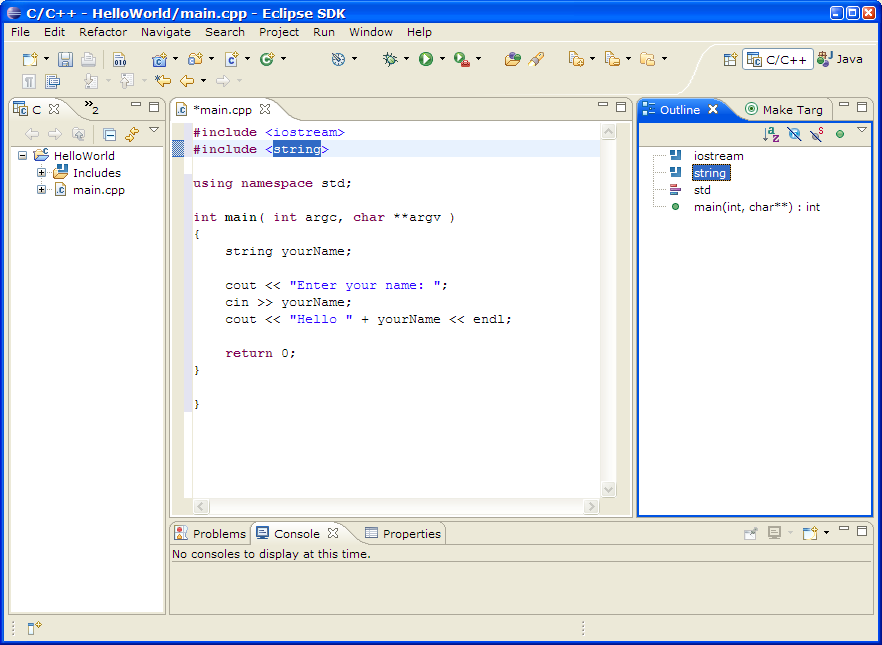 C/C++ - HelloWorld/main.cpp - Eclipse SDK
File Edit Refactor Navigate Search Project Run Window Help
010
C/C++ Java
C »2
*main.cpp
Outline Make Targ
HelloWorld
Includes
main.cpp
#include <iostream>
#include <string>
using namespace std;
int main( int argc, char **argv )
{
string yourName;
cout << "Enter your name: ";
cin >> yourName;
cout << "Hello " + yourName << endl;
return 0;
}
}
iostream
string
std
main(int, char**) : int
Problems Console Properties
No consoles to display at this time.